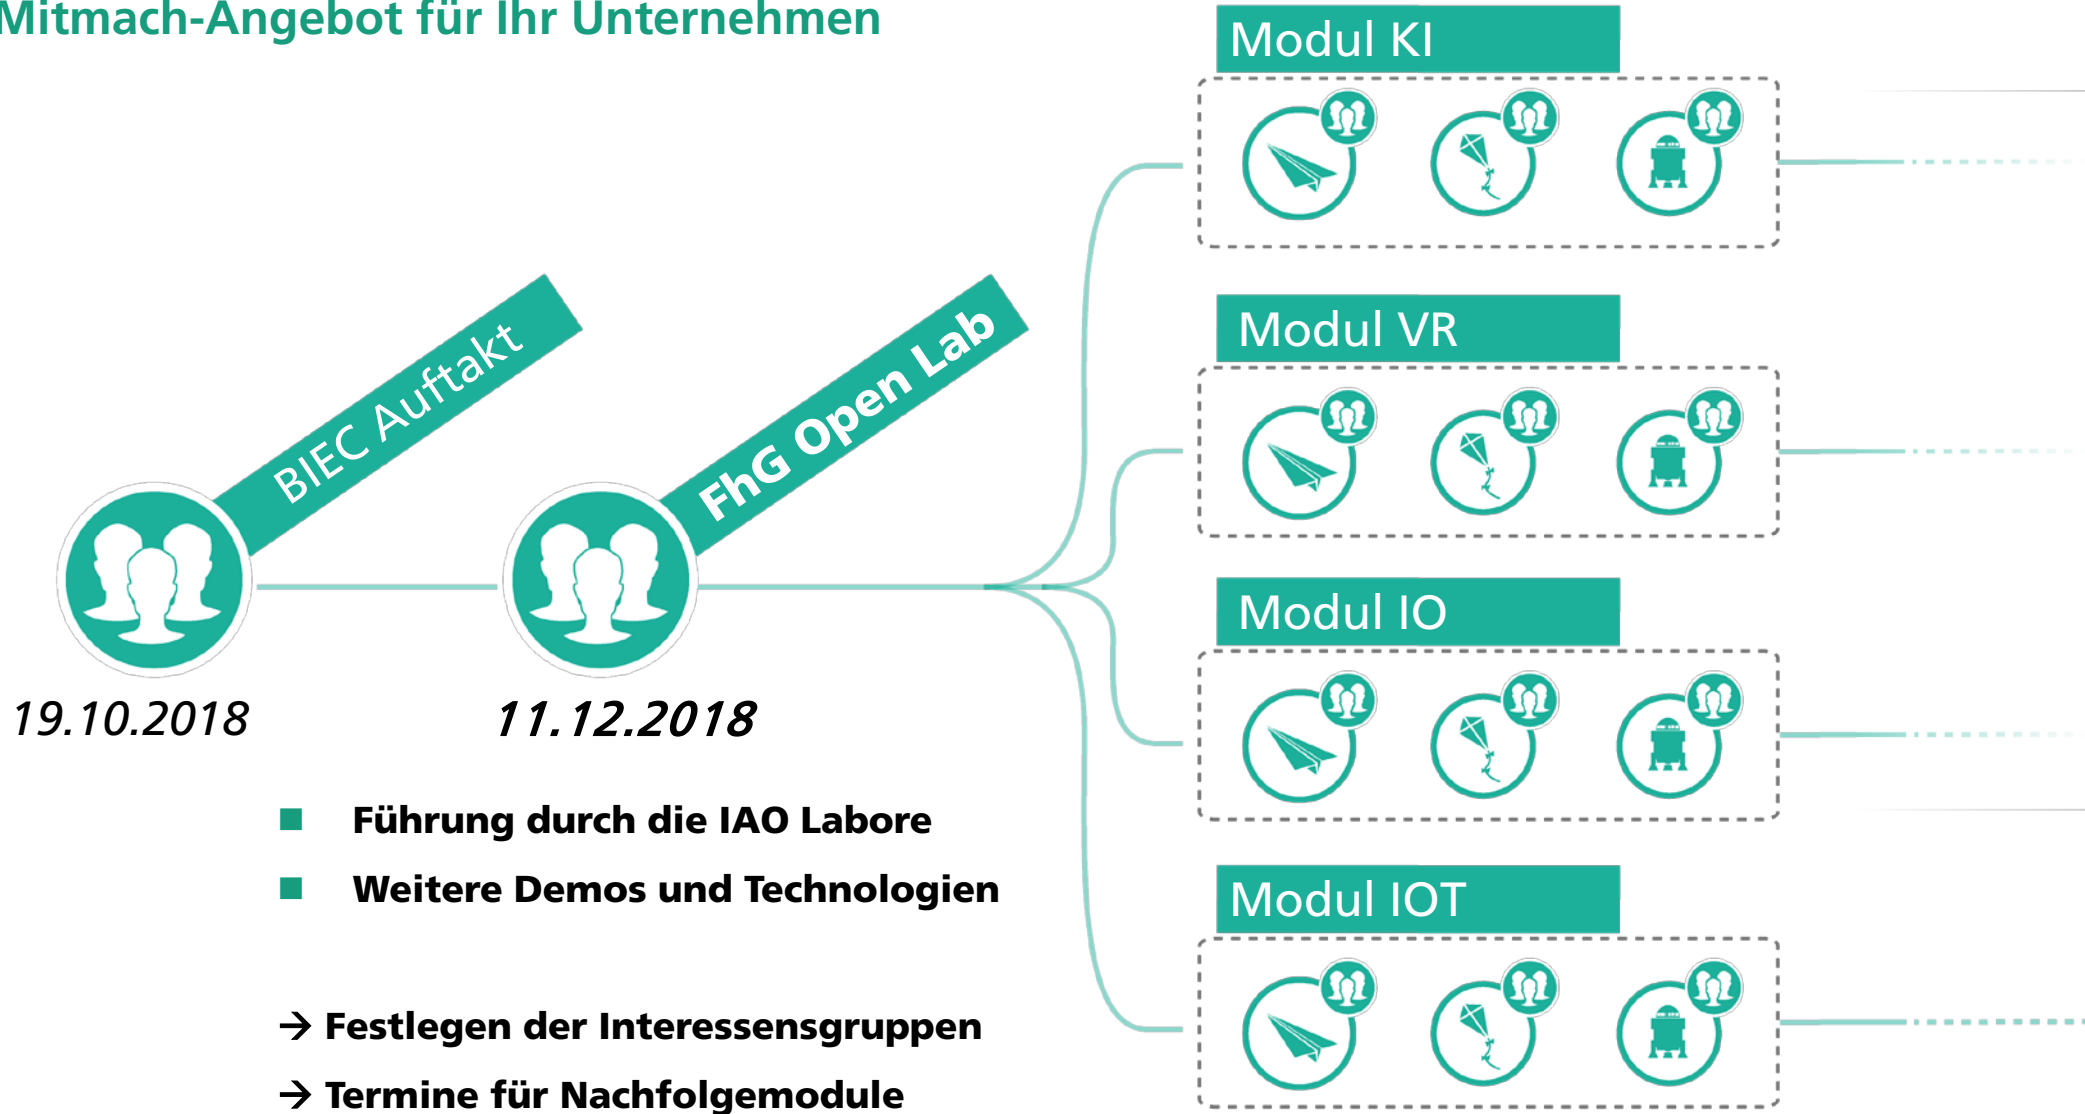 Mitmach-Angebot für Ihr Unternehmen
BIEC Auftakt
19.10.2018
FhG Open Lab
11.12.2018
■ Führung durch die IAO Labore
■ Weitere Demos und Technologien
→ Festlegen der Interessensgruppen
→ Termine für Nachfolgemodule
Modul KI
Modul VR
Modul IO
Modul IOT